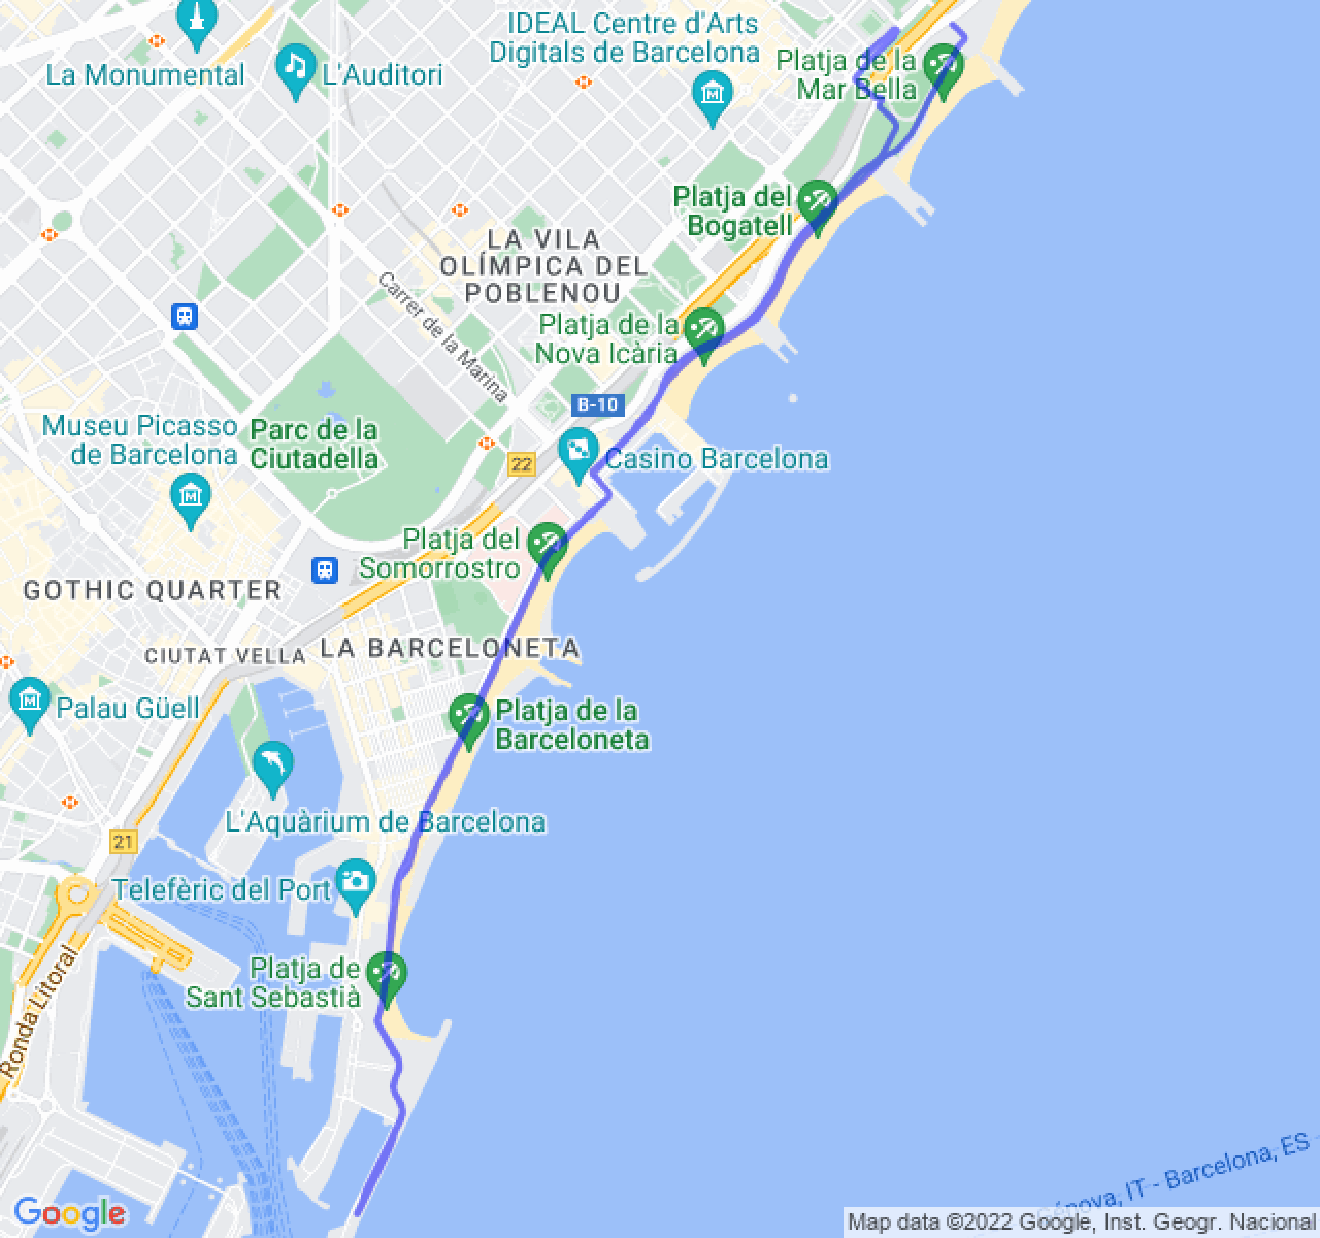 IDEAL Centre d'Arts
Digitals de Barcelona
Platja de la
Mar Bella
La Monumental
L'Auditori
Platja del
Bogatell
LA VILA
OLÍMPICA DEL
POBLENOU
Carrer de la Marina
Platja de la
Nova Icària
B-10
Museu Picasso
de Barcelona
Parc de la
Ciutadella
22
Casino Barcelona
Platja del
Somorrostro
GOTHIC QUARTER
CIUTAT VELLA
LA BARCELONETA
Palau Güell
Platja de la
Barceloneta
L'Aquàrium de Barcelona
21
Telefèric del Port
Ronda Litoral
Platja de
Sant Sebastià
Génova, IT - Barcelona, ES
Google
Map data ©2022 Google, Inst. Geogr. Nacional